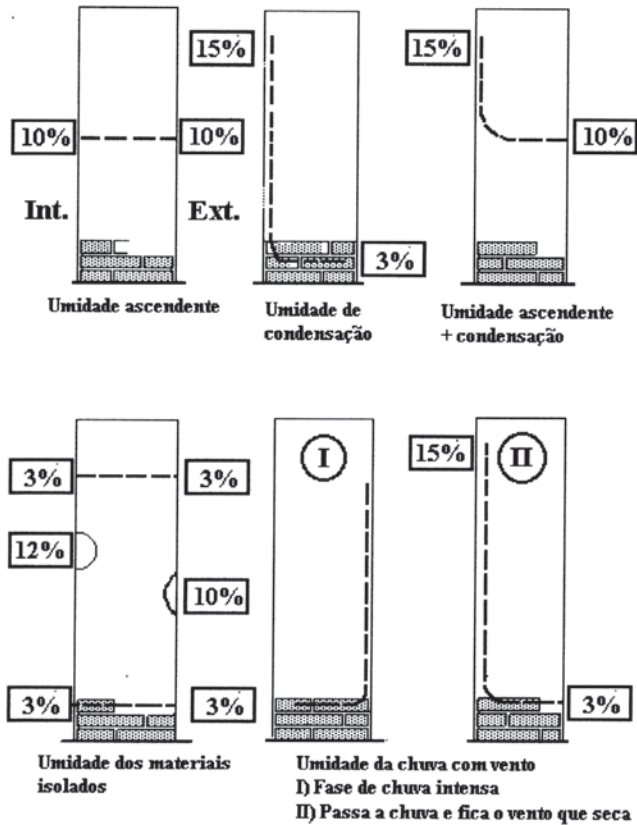 15%
15%
10%
10%
10%
Int.
Ext.
3%
Umidade ascendente
Umidade de
condensação
Umidade ascendente
+ condensação
3%
3%
I
15%
II
12%
10%
3%
3%
3%
Umidade dos materiais
isolados
Umidade da chuva com vento
I) Fase de chuva intensa
II) Passa a chuva e fica o vento que seca